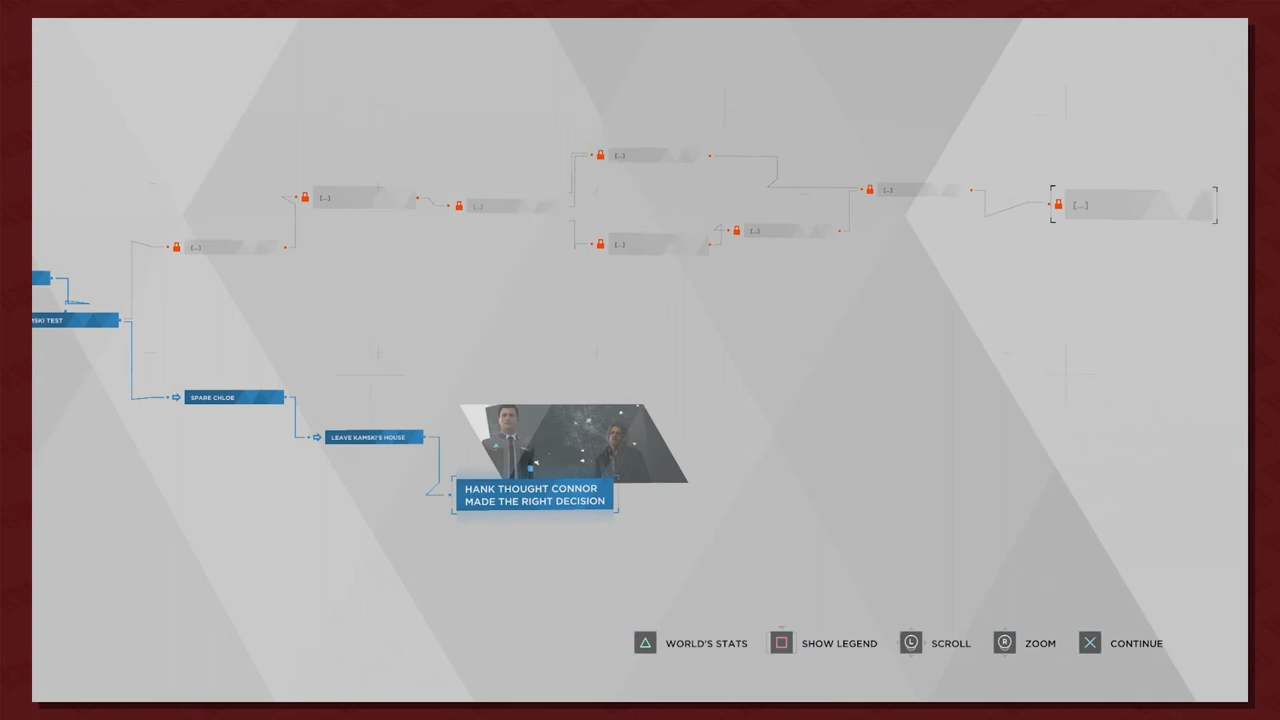 [...]
[...]
[...]
[...]
[...]
[...]
[...]
[...]
[...]
MSKI TEST
SPARE CHLOE
LEAVE KAMSKI'S HOUSE
HANK THOUGHT CONNOR
MADE THE RIGHT DECISION
WORLD'S STATS
SHOW LEGEND
L
SCROLL
R
ZOOM
CONTINUE